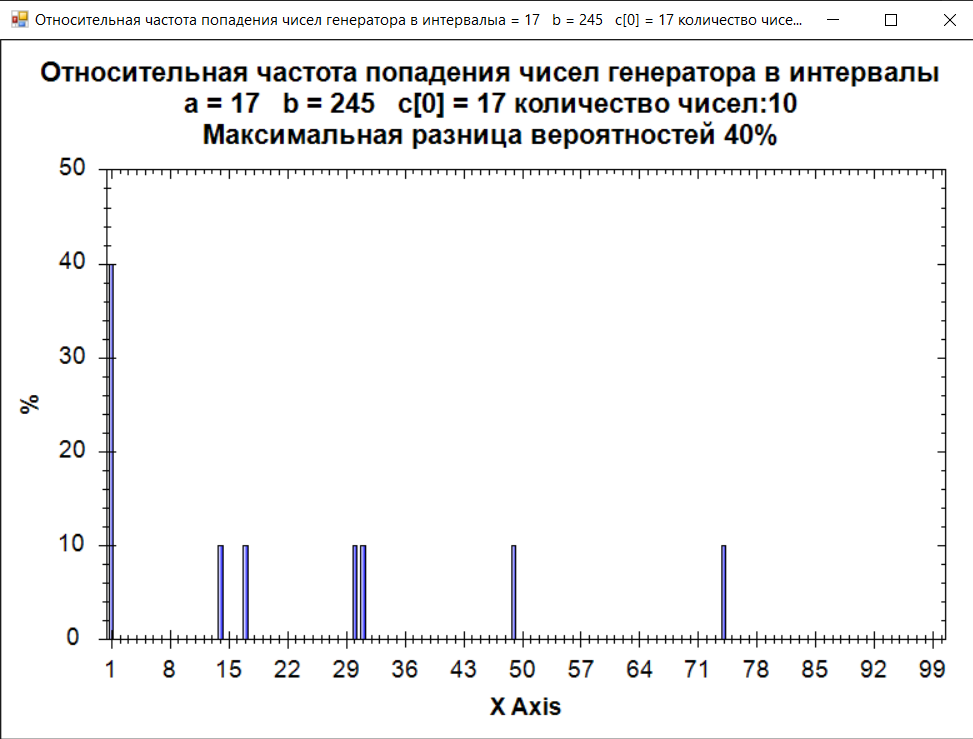 Относительная частота попадения чисел генератора в интервалыa = 17 b = 245 c[0] = 17 количество чисе...
Относительная частота попадения чисел генератора в интервалы
a = 17 b = 245 c[0] = 17 количество чисел:10
Максимальная разница вероятностей 40%
50
40
30
20
10
0
%
1 8 15 22 29 36 43 50 57 64 71 78 85 92 99
X Axis